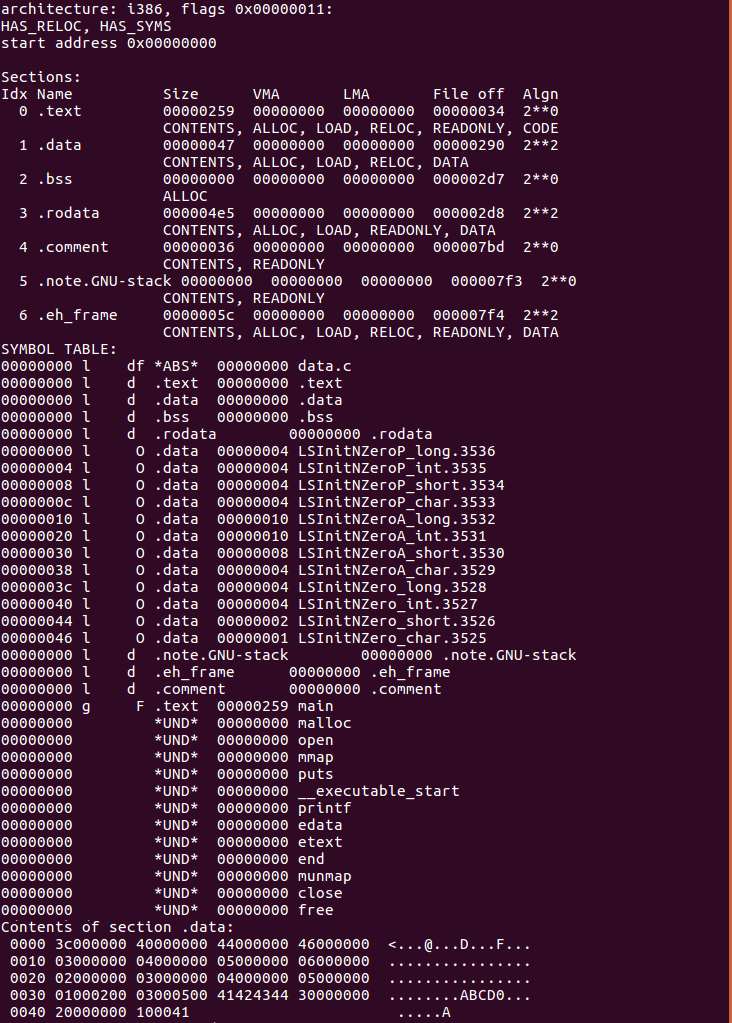 architecture: i386, flags 0x00000011:
HAS_RELOC, HAS_SYMS
start address 0x00000000

Sections:
Idx Name          Size      VMA       LMA       File off  Algn
  0 .text         00000259  00000000  00000000  00000034  2**0
                  CONTENTS, ALLOC, LOAD, RELOC, READONLY, CODE
  1 .data         00000047  00000000  00000000  00000290  2**2
                  CONTENTS, ALLOC, LOAD, RELOC, DATA
  2 .bss          00000000  00000000  00000000  000002d7  2**0
                  ALLOC
  3 .rodata       000004e5  00000000  00000000  000002d8  2**2
                  CONTENTS, ALLOC, LOAD, READONLY, DATA
  4 .comment      00000036  00000000  00000000  000007bd  2**0
                  CONTENTS, READONLY
  5 .note.GNU-stack 00000000  00000000  00000000  000007f3  2**0
                  CONTENTS, READONLY
  6 .eh_frame     0000005c  00000000  00000000  000007f4  2**2
                  CONTENTS, ALLOC, LOAD, RELOC, READONLY, DATA
SYMBOL TABLE:
00000000 l    df *ABS*  00000000 data.c
00000000 l    d  .text  00000000 .text
00000000 l    d  .data  00000000 .data
00000000 l    d  .bss   00000000 .bss
00000000 l    d  .rodata        00000000 .rodata
00000000 l     O .data  00000004 LSInitNZeroP_long.3536
00000004 l     O .data  00000004 LSInitNZeroP_int.3535
00000008 l     O .data  00000004 LSInitNZeroP_short.3534
0000000c l     O .data  00000004 LSInitNZeroP_char.3533
00000010 l     O .data  00000010 LSInitNZeroA_long.3532
00000020 l     O .data  00000010 LSInitNZeroA_int.3531
00000030 l     O .data  00000008 LSInitNZeroA_short.3530
00000038 l     O .data  00000004 LSInitNZeroA_char.3529
0000003c l     O .data  00000004 LSInitNZero_long.3528
00000040 l     O .data  00000004 LSInitNZero_int.3527
00000044 l     O .data  00000002 LSInitNZero_short.3526
00000046 l     O .data  00000001 LSInitNZero_char.3525
00000000 l    d  .note.GNU-stack        00000000 .note.GNU-stack
00000000 l    d  .eh_frame      00000000 .eh_frame
00000000 l    d  .comment       00000000 .comment
00000000 g     F .text  00000259 main
00000000         *UND*  00000000 malloc
00000000         *UND*  00000000 open
00000000         *UND*  00000000 mmap
00000000         *UND*  00000000 puts
00000000         *UND*  00000000 __executable_start
00000000         *UND*  00000000 printf
00000000         *UND*  00000000 edata
00000000         *UND*  00000000 etext
00000000         *UND*  00000000 end
00000000         *UND*  00000000 munmap
00000000         *UND*  00000000 close
00000000         *UND*  00000000 free
Contents of section .data:
 0000 3c000000 40000000 44000000 46000000  <...@...D...F...
 0010 03000000 04000000 05000000 06000000  ................
 0020 02000000 03000000 04000000 05000000  ................
 0030 01000200 03000500 41424344 30000000  ........ABCD0...
 0040 20000000 100041                       .....A